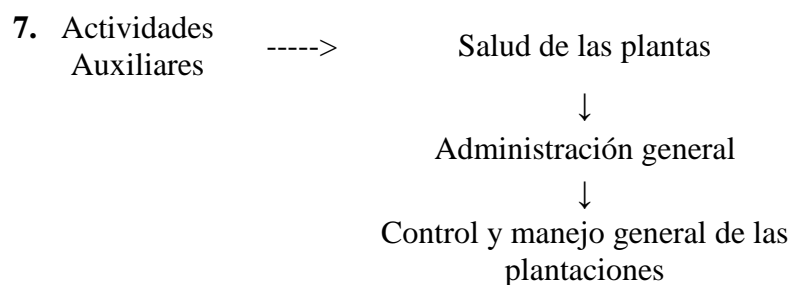 7. Actividades
Auxiliares
----->
Salud de las plantas
↓
Administración general
↓
Control y manejo general de las
plantaciones